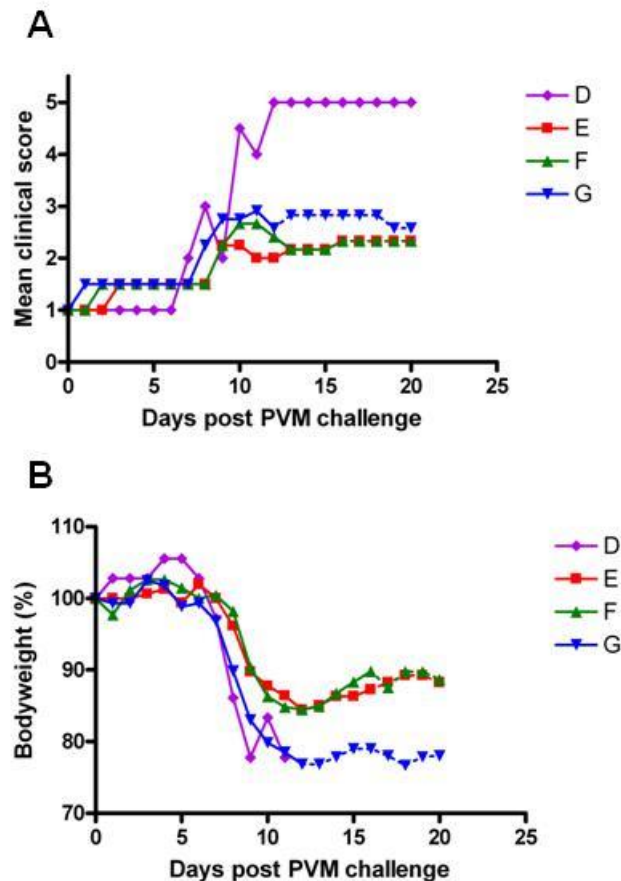 A
Mean clinical score
5
4
3
2
1
0
0 5 10 15 20 25
Days post PVM challenge
D
E
F
G
B
Bodyweight (%)
110
100
90
80
70
0 5 10 15 20 25
Days post PVM challenge
D
E
F
G